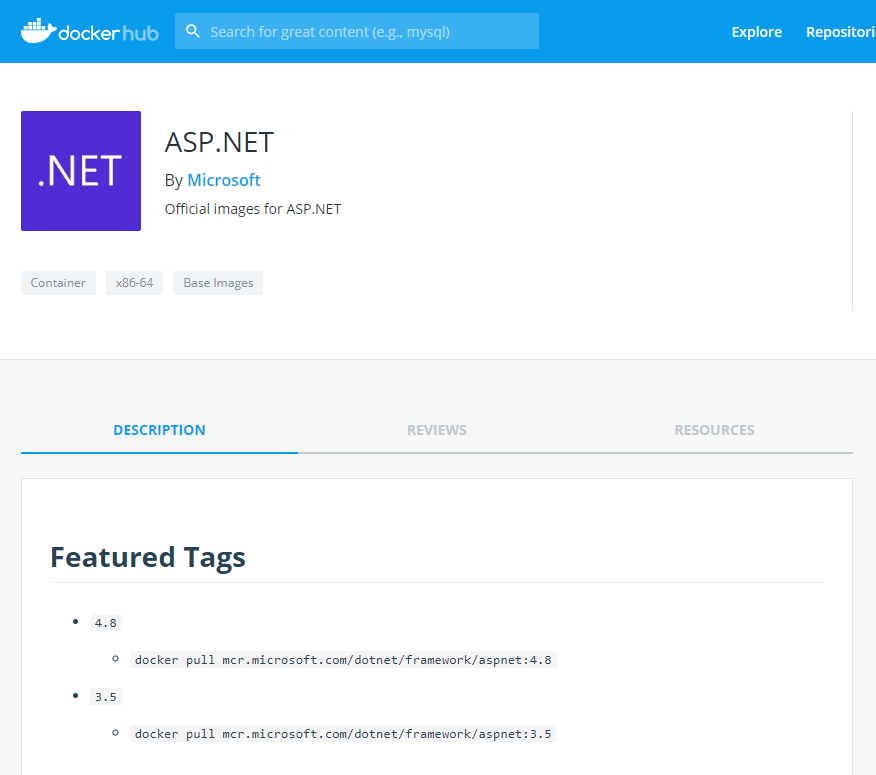 docker hub
Search for great content (e.g., mysql)
Explore
Repositori
.NET
ASP.NET
By Microsoft
Official images for ASP.NET
Container
x86-64
Base Images
DESCRIPTION
REVIEWS
RESOURCES
Featured Tags
4.8
docker pull mcr.microsoft.com/dotnet/framework/aspnet:4.8
3.5
docker pull mcr.microsoft.com/dotnet/framework/aspnet:3.5